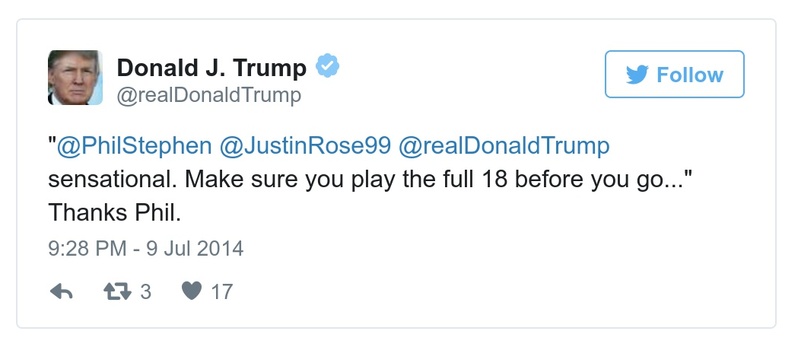 Donald J. Trump
@realDonaldTrump
Follow
"@PhilStephen @JustinRose99 @realDonaldTrump
sensational. Make sure you play the full 18 before you go..."
Thanks Phil.
9:28 PM - 9 Jul 2014
3 17